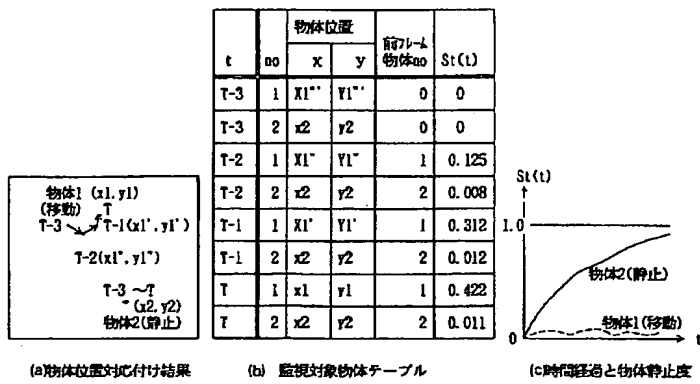 物体1 (x1, y1)
(移動) T
T-3 T-1(x1', y1')
T-2(x1", y1")
T-3 ~T
(x2, y2)
物体2(静止)
(a)物体位置対応付け結果
t no 物体位置 前フレーム物体no St(t)
x y
T-3 1 X1"' Y1"' 0 0
T-3 2 x2 y2 0 0
T-2 1 X1" Y1" 1 0.125
T-2 2 x2 y2 2 0.008
T-1 1 X1' Y1' 1 0.312
T-1 2 x2 y2 2 0.012
T 1 x1 y1 1 0.422
T 2 x2 y2 2 0.011
(b) 監視対象物体テーブル
St(t)
1.0
物体2(静止)
物体1(移動)
0 t
(c)時間経過と物体静止度